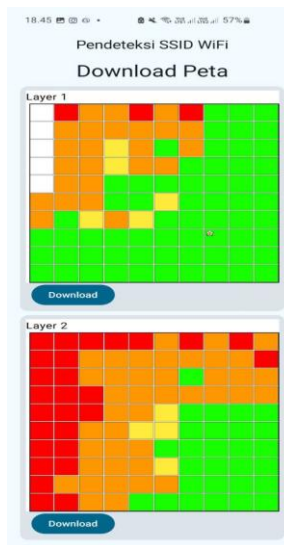 18.45 57%
Pendeteksi SSID WiFi
Download Peta
Layer 1
Download
Layer 2
Download